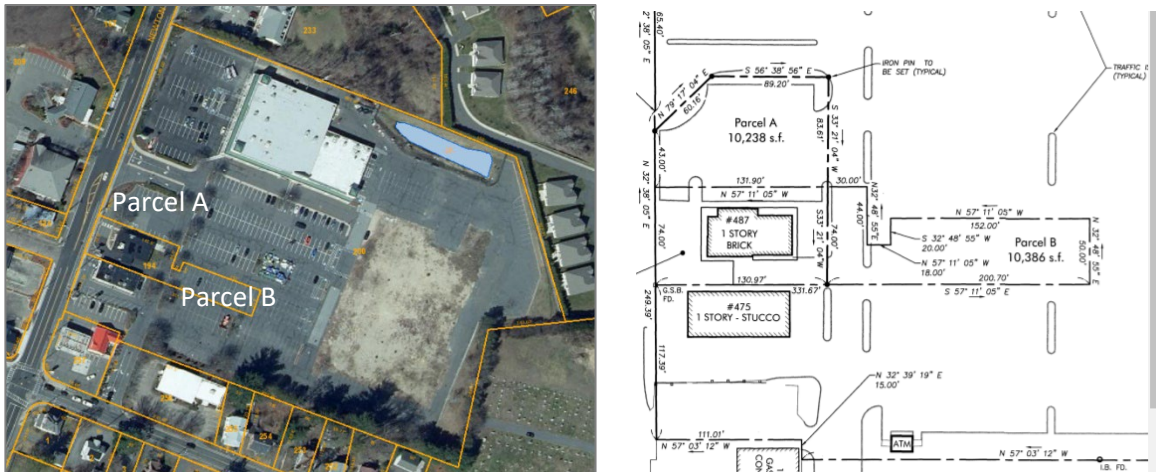 233
NEWTON
246
Parcel A
194
Parcel B
254
1
65.40'
2° 38' 05" E
S 56° 38' 56" E
89.20'
IRON PIN TO
BE SET (TYPICAL)
(TYPICAL)
N 79° 17' 04" E
60.16'
Parcel A
10,238 s.f.
S 33° 21' 04" W
83.61'
43.00'
N 32° 38' 05" E
131.90'
30.00'
N 57° 11' 05" W
N32° 48' 55"E
44.00'
#487
1 STORY
BRICK
S33° 21' 04"W
74.00'
74.00'
N 57° 11' 05" W
152.00'
S 32° 48' 55" W
20.00'
Parcel B
10,386 s.f.
N 32° 48' 55" E
50.00'
N 57° 11' 05" W
18.00'
G.S.B.
FD.
130.97'
331.67'
200.70'
S 57° 11' 05" E
249.39'
#475
1 STORY - STUCCO
117.39'
N 32° 39' 19" E
15.00'
111.01'
N 57° 03' 12" W
ATM
N 57° 03' 12" W
I.B. FD.